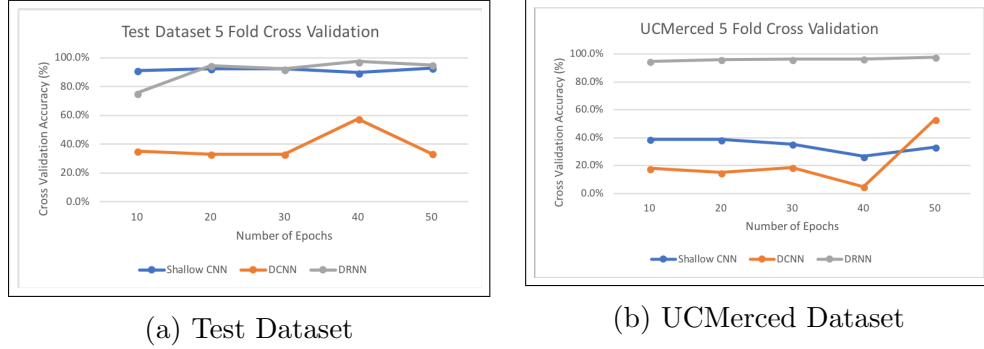 Test Dataset 5 Fold Cross Validation
Cross Validation Accuracy (%)
100.0%
80.0%
60.0%
40.0%
20.0%
0.0%
10 20 30 40 50
Number of Epochs
Shallow CNN DCNN DRNN
(a) Test Dataset
UCMerced 5 Fold Cross Validation
Cross Validation Accuracy (%)
100.0%
80.0%
60.0%
40.0%
20.0%
0.0%
10 20 30 40 50
Number of Epochs
Shallow CNN DCNN DRNN
(b) UCMerced Dataset